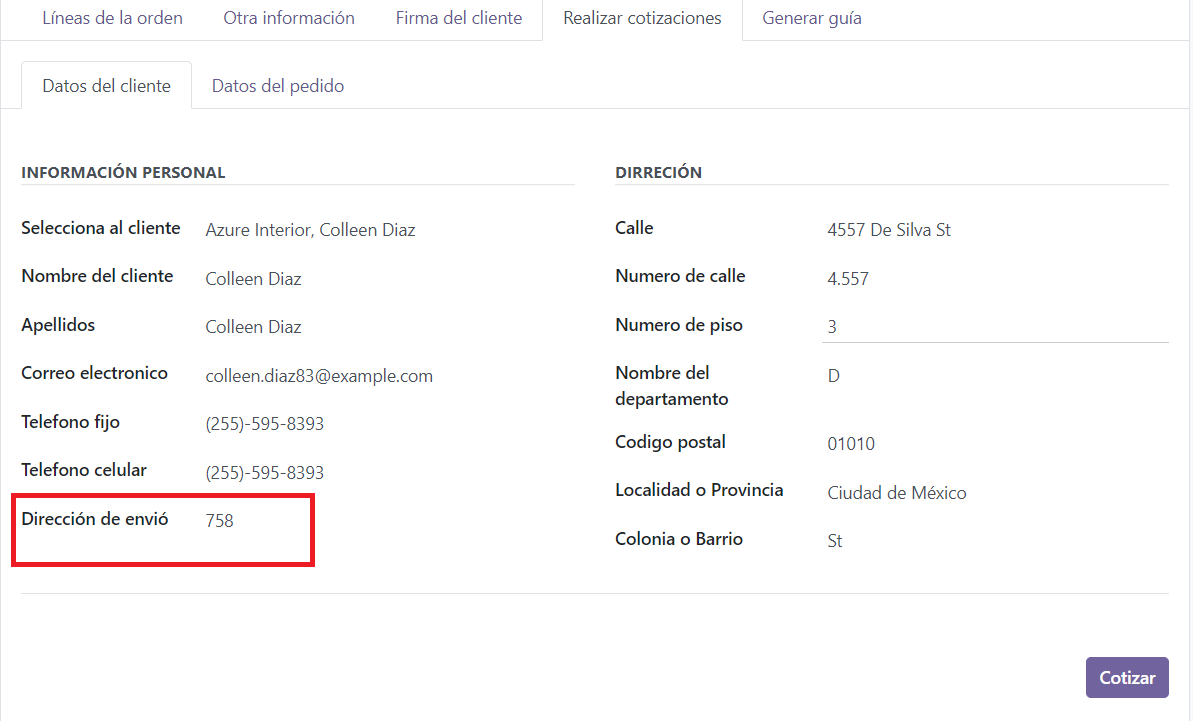 Líneas de la orden
Otra información
Firma del cliente
Realizar cotizaciones
Generar guía
Datos del cliente
Datos del pedido
INFORMACIÓN PERSONAL
Selecciona al cliente Azure Interior, Colleen Diaz
Nombre del cliente Colleen Diaz
Apellidos Colleen Diaz
Correo electronico colleen.diaz83@example.com
Telefono fijo (255)-595-8393
Telefono celular (255)-595-8393
Dirección de envió 758
DIRRECIÓN
Calle 4557 De Silva St
Numero de calle 4.557
Numero de piso 3
Nombre del D
departamento
Codigo postal 01010
Localidad o Provincia Ciudad de México
Colonia o Barrio St
Cotizar